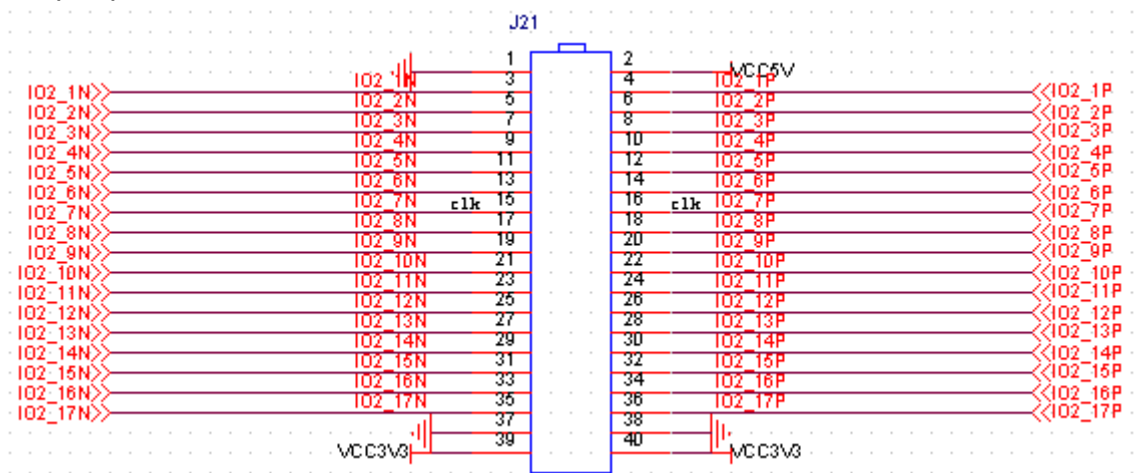 J21
1 2
VCC5V
IO2_1N IO2_1N 3 4 IO2_1P IO2_1P
IO2_2N IO2_2N 5 6 IO2_2P IO2_2P
IO2_3N IO2_3N 7 8 IO2_3P IO2_3P
IO2_4N IO2_4N 9 10 IO2_4P IO2_4P
IO2_5N IO2_5N 11 12 IO2_5P IO2_5P
IO2_6N IO2_6N 13 14 IO2_6P IO2_6P
IO2_7N IO2_7N clk 15 16 clk IO2_7P IO2_7P
IO2_8N IO2_8N 17 18 IO2_8P IO2_8P
IO2_9N IO2_9N 19 20 IO2_9P IO2_9P
IO2_10N IO2_10N 21 22 IO2_10P IO2_10P
IO2_11N IO2_11N 23 24 IO2_11P IO2_11P
IO2_12N IO2_12N 25 26 IO2_12P IO2_12P
IO2_13N IO2_13N 27 28 IO2_13P IO2_13P
IO2_14N IO2_14N 29 30 IO2_14P IO2_14P
IO2_15N IO2_15N 31 32 IO2_15P IO2_15P
IO2_16N IO2_16N 33 34 IO2_16P IO2_16P
IO2_17N IO2_17N 35 36 IO2_17P IO2_17P
37 38
VCC3V3 39 40 VCC3V3